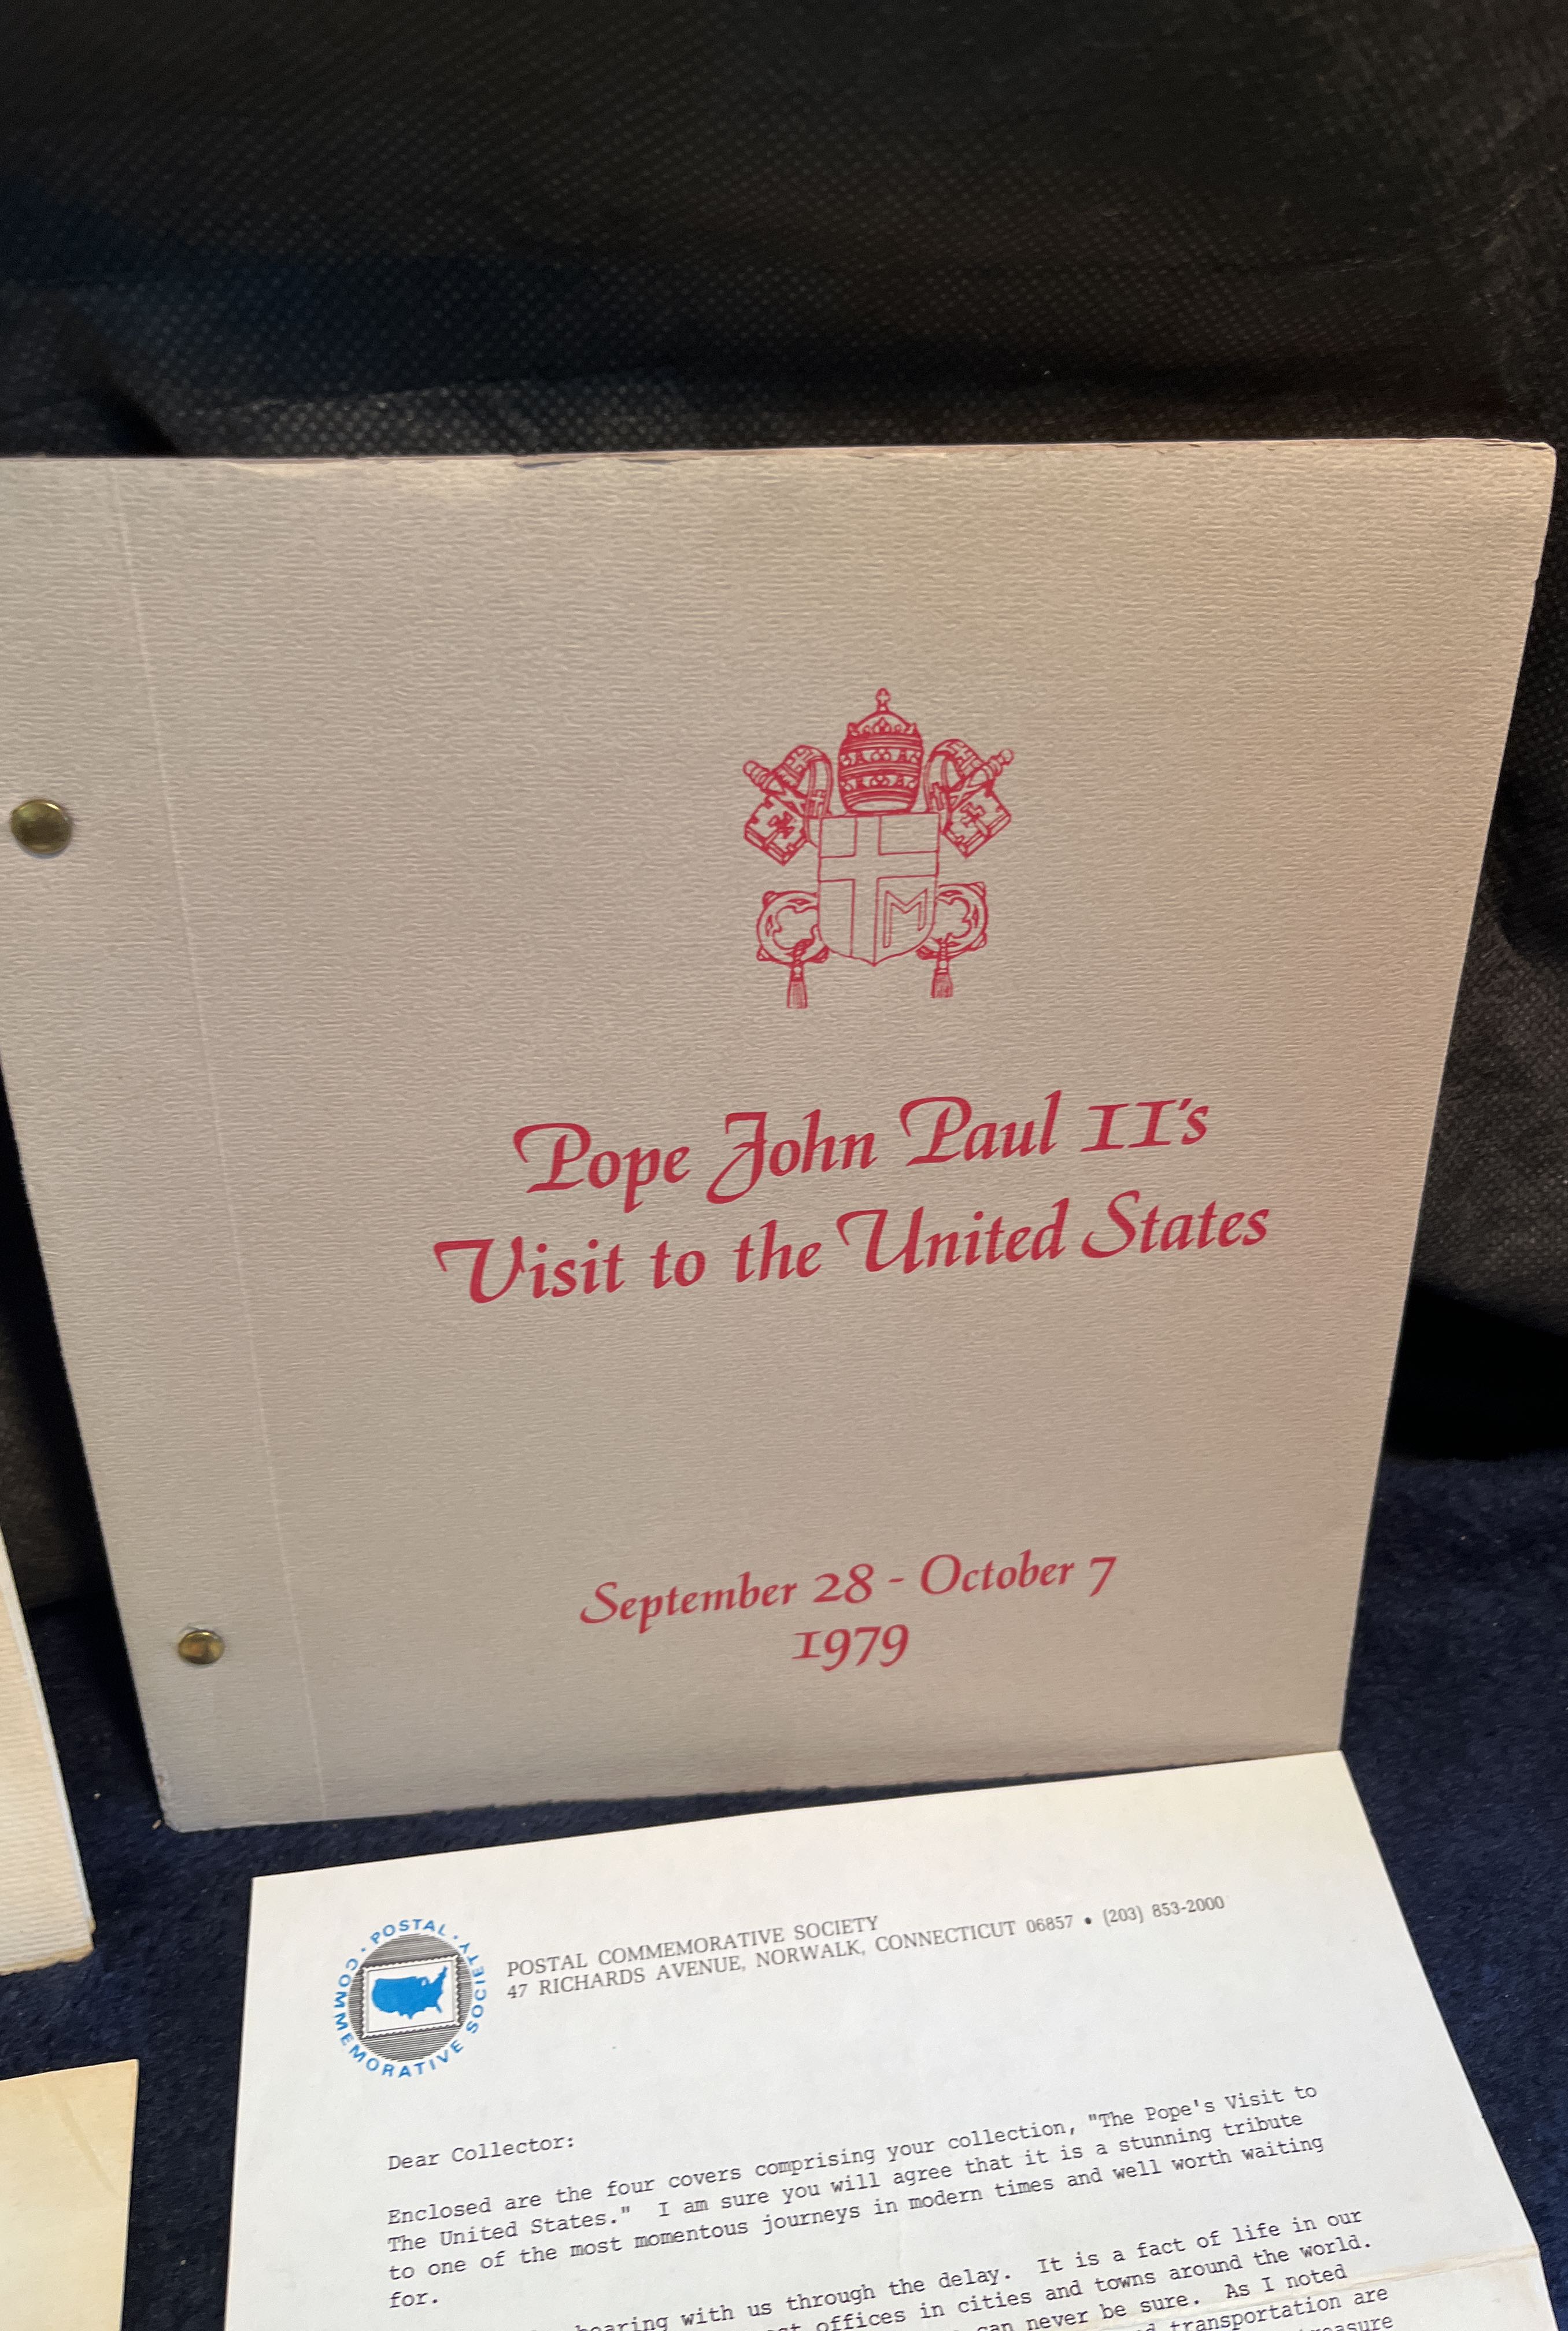 M
Pope John Paul II's
Visit to the United States
September 28 - October 7
1979
POSTAL COMMEMORATIVE SOCIETY
POSTAL COMMEMORATIVE SOCIETY
47 RICHARDS AVENUE, NORWALK, CONNECTICUT 06857 • (203) 853-2000
Dear Collector:
Enclosed are the four covers comprising your collection, "The Pope's Visit to
The United States." I am sure you will agree that it is a stunning tribute
to one of the most momentous journeys in modern times and well worth waiting
for.
with us through the delay. It is a fact of life in our
offices in cities and towns around the world.
can never be sure. As I noted
transportation are